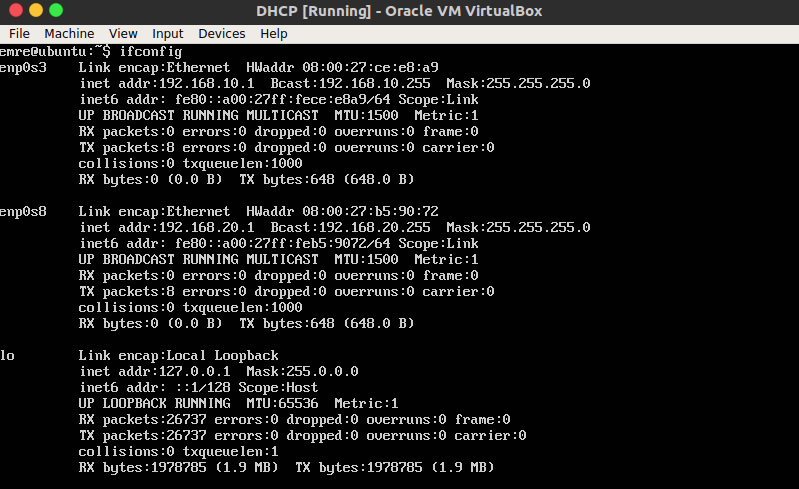 DHCP [Running] - Oracle VM VirtualBox
File Machine View Input Devices Help
emre@ubuntu:~$ ifconfig
enp0s3 Link encap:Ethernet HWaddr 08:00:27:ce:e8:a9
inet addr:192.168.10.1 Bcast:192.168.10.255 Mask:255.255.255.0
inet6 addr: fe80::a00:27ff:fece:e8a9/64 Scope:Link
UP BROADCAST RUNNING MULTICAST MTU:1500 Metric:1
RX packets:0 errors:0 dropped:0 overruns:0 frame:0
TX packets:8 errors:0 dropped:0 overruns:0 carrier:0
collisions:0 txqueuelen:1000
RX bytes:0 (0.0 B) TX bytes:648 (648.0 B)
enp0s8 Link encap:Ethernet HWaddr 08:00:27:b5:90:72
inet addr:192.168.20.1 Bcast:192.168.20.255 Mask:255.255.255.0
inet6 addr: fe80::a00:27ff:feb5:9072/64 Scope:Link
UP BROADCAST RUNNING MULTICAST MTU:1500 Metric:1
RX packets:0 errors:0 dropped:0 overruns:0 frame:0
TX packets:8 errors:0 dropped:0 overruns:0 carrier:0
collisions:0 txqueuelen:1000
RX bytes:0 (0.0 B) TX bytes:648 (648.0 B)
lo Link encap:Local Loopback
inet addr:127.0.0.1 Mask:255.0.0.0
inet6 addr: ::1/128 Scope:Host
UP LOOPBACK RUNNING MTU:65536 Metric:1
RX packets:26737 errors:0 dropped:0 overruns:0 frame:0
TX packets:26737 errors:0 dropped:0 overruns:0 carrier:0
collisions:0 txqueuelen:1
RX bytes:1978785 (1.9 MB) TX bytes:1978785 (1.9 MB)